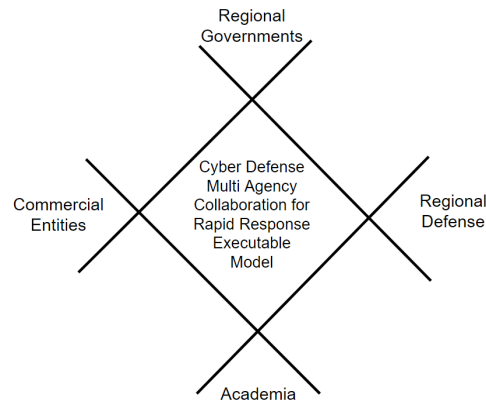 Regional
Governments
Cyber Defense
Multi Agency
Collaboration for
Rapid Response
Executable
Model
Commercial
Entities
Regional
Defense
Academia